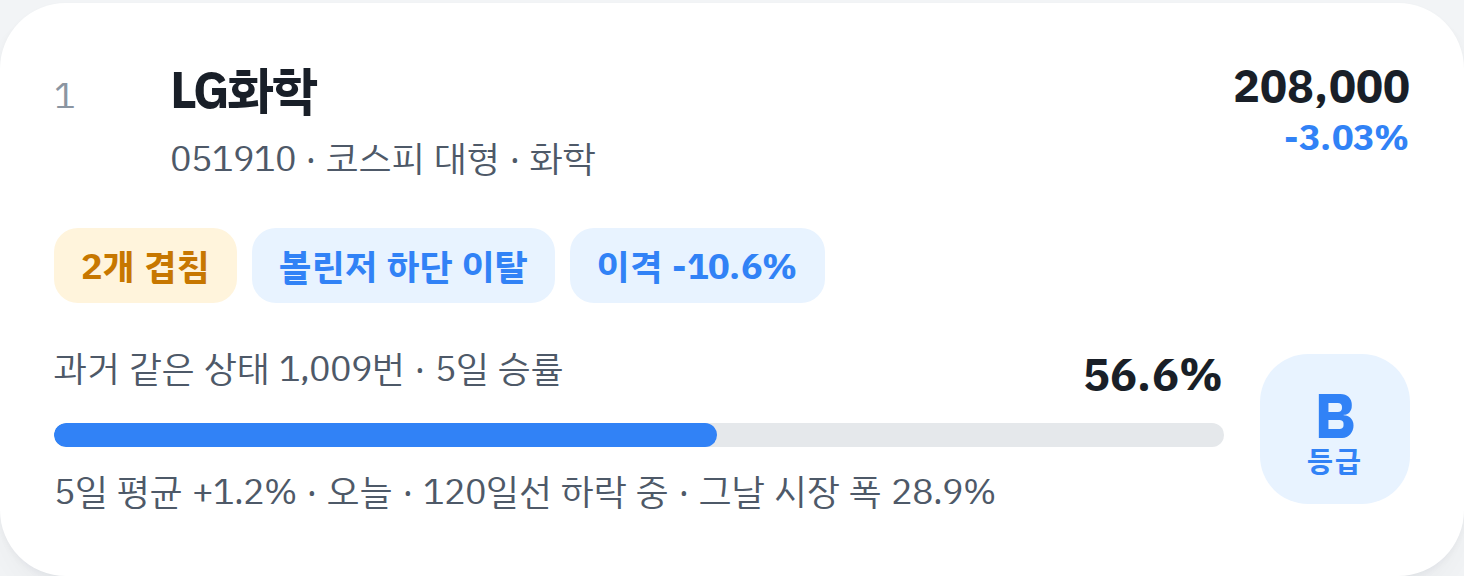 1
LG화학
208,000
-3.03%
051910 · 코스피 대형 · 화학
2개 겹침
볼린저 하단 이탈
이격 -10.6%
과거 같은 상태 1,009번 · 5일 승률
56.6%
B
등급
5일 평균 +1.2% · 오늘 · 120일선 하락 중 · 그날 시장 폭 28.9%